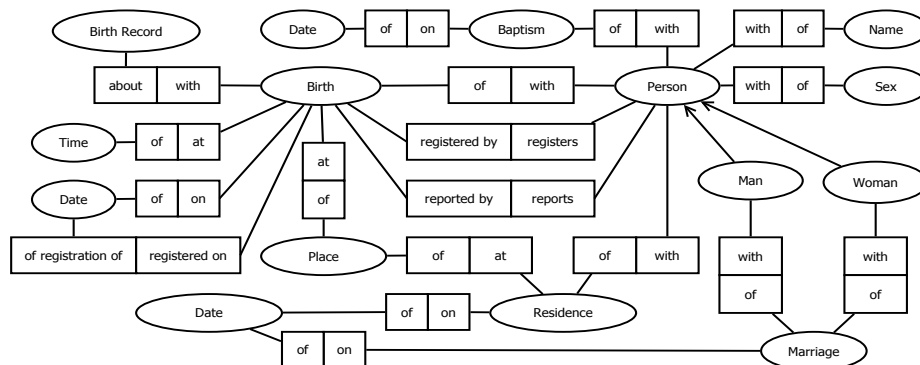 Birth Record
Date
of on
Baptism
of with
with of
Name
about with
Birth
of with
Person
with of
Sex
Time
of at
at
of
registered by registers
Date
of on
reported by reports
Man
Woman
of registration of registered on
Place
of at
of with
with
of
with
of
Date
of on
Residence
of on
Marriage